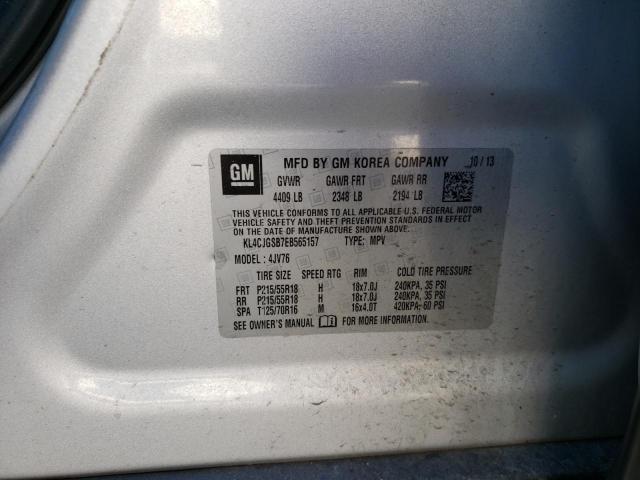 GM MFD BY GM KOREA COMPANY 10 / 13
GVWR GAWR FRT GAWR RR
4409 LB 2348 LB 2194 LB
THIS VEHICLE CONFORMS TO ALL APPLICABLE U.S. FEDERAL MOTOR
VEHICLE SAFETY AND THEFT PREVENTION STANDARDS IN EFFECT ON
THE DATE OF MANUFACTURE SHOWN ABOVE.
KL4CJGSB7EB565157 TYPE: MPV
MODEL : 4JV76
TIRE SIZE SPEED RTG RIM COLD TIRE PRESSURE
FRT P215/55R18 H 18x7.0J 240KPA, 35 PSI
RR P215/55R18 H 18x7.0J 240KPA, 35 PSI
SPA T125/70R16 M 16x4.0T 420KPA, 60 PSI
SEE OWNER'S MANUAL FOR MORE INFORMATION.